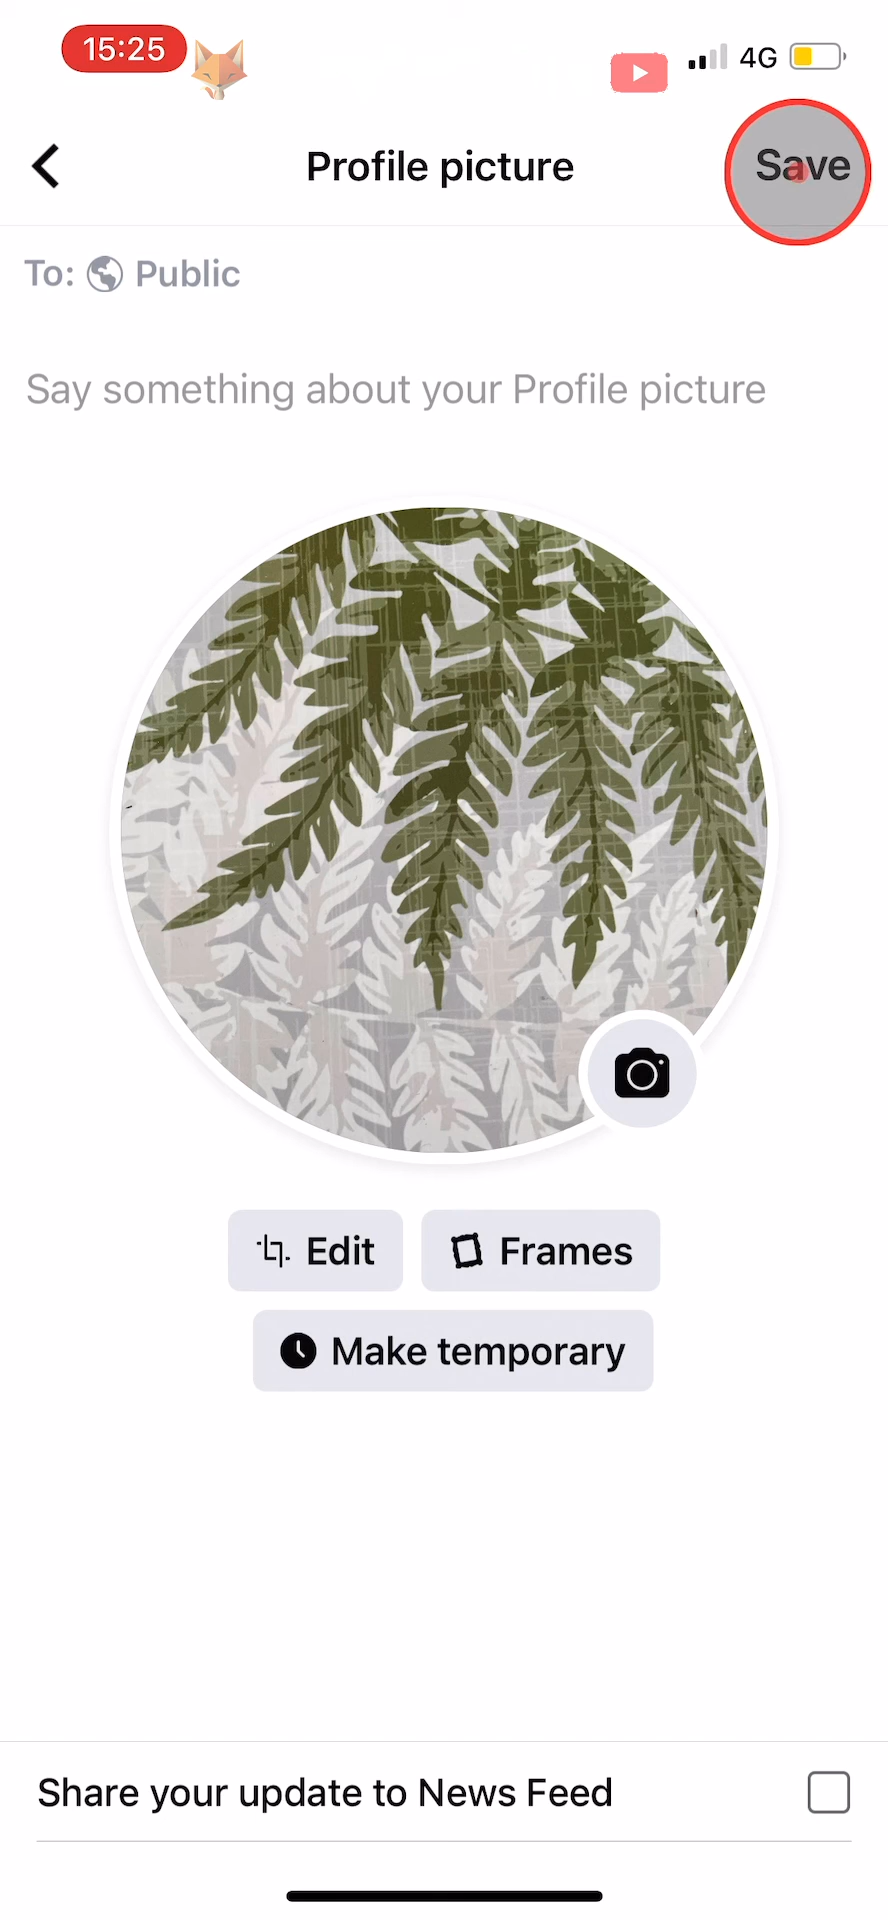 15:25
4G
Profile picture
Save
To: Public
Say something about your Profile picture
Edit
Frames
Make temporary
Share your update to News Feed